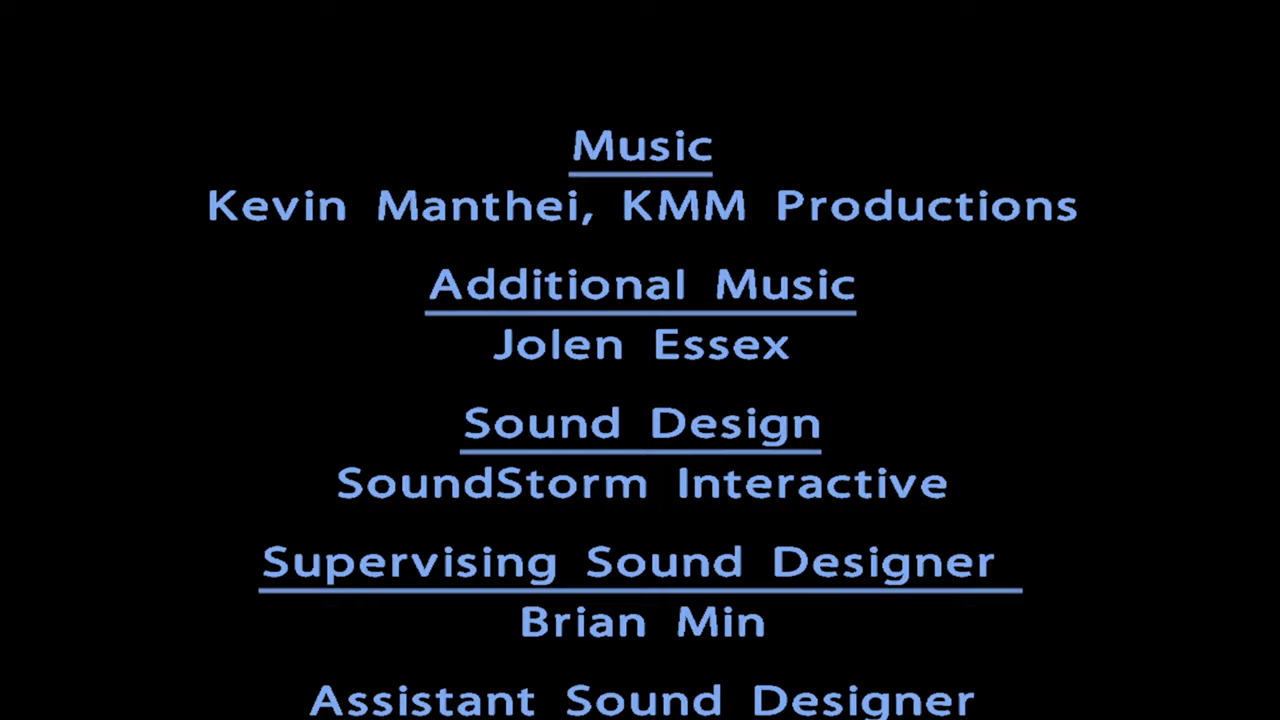 Music
Kevin Manthei, KMM Productions
Additional Music
Jolen Essex
Sound Design
SoundStorm Interactive
Supervising Sound Designer
Brian Min
Assistant Sound Designer